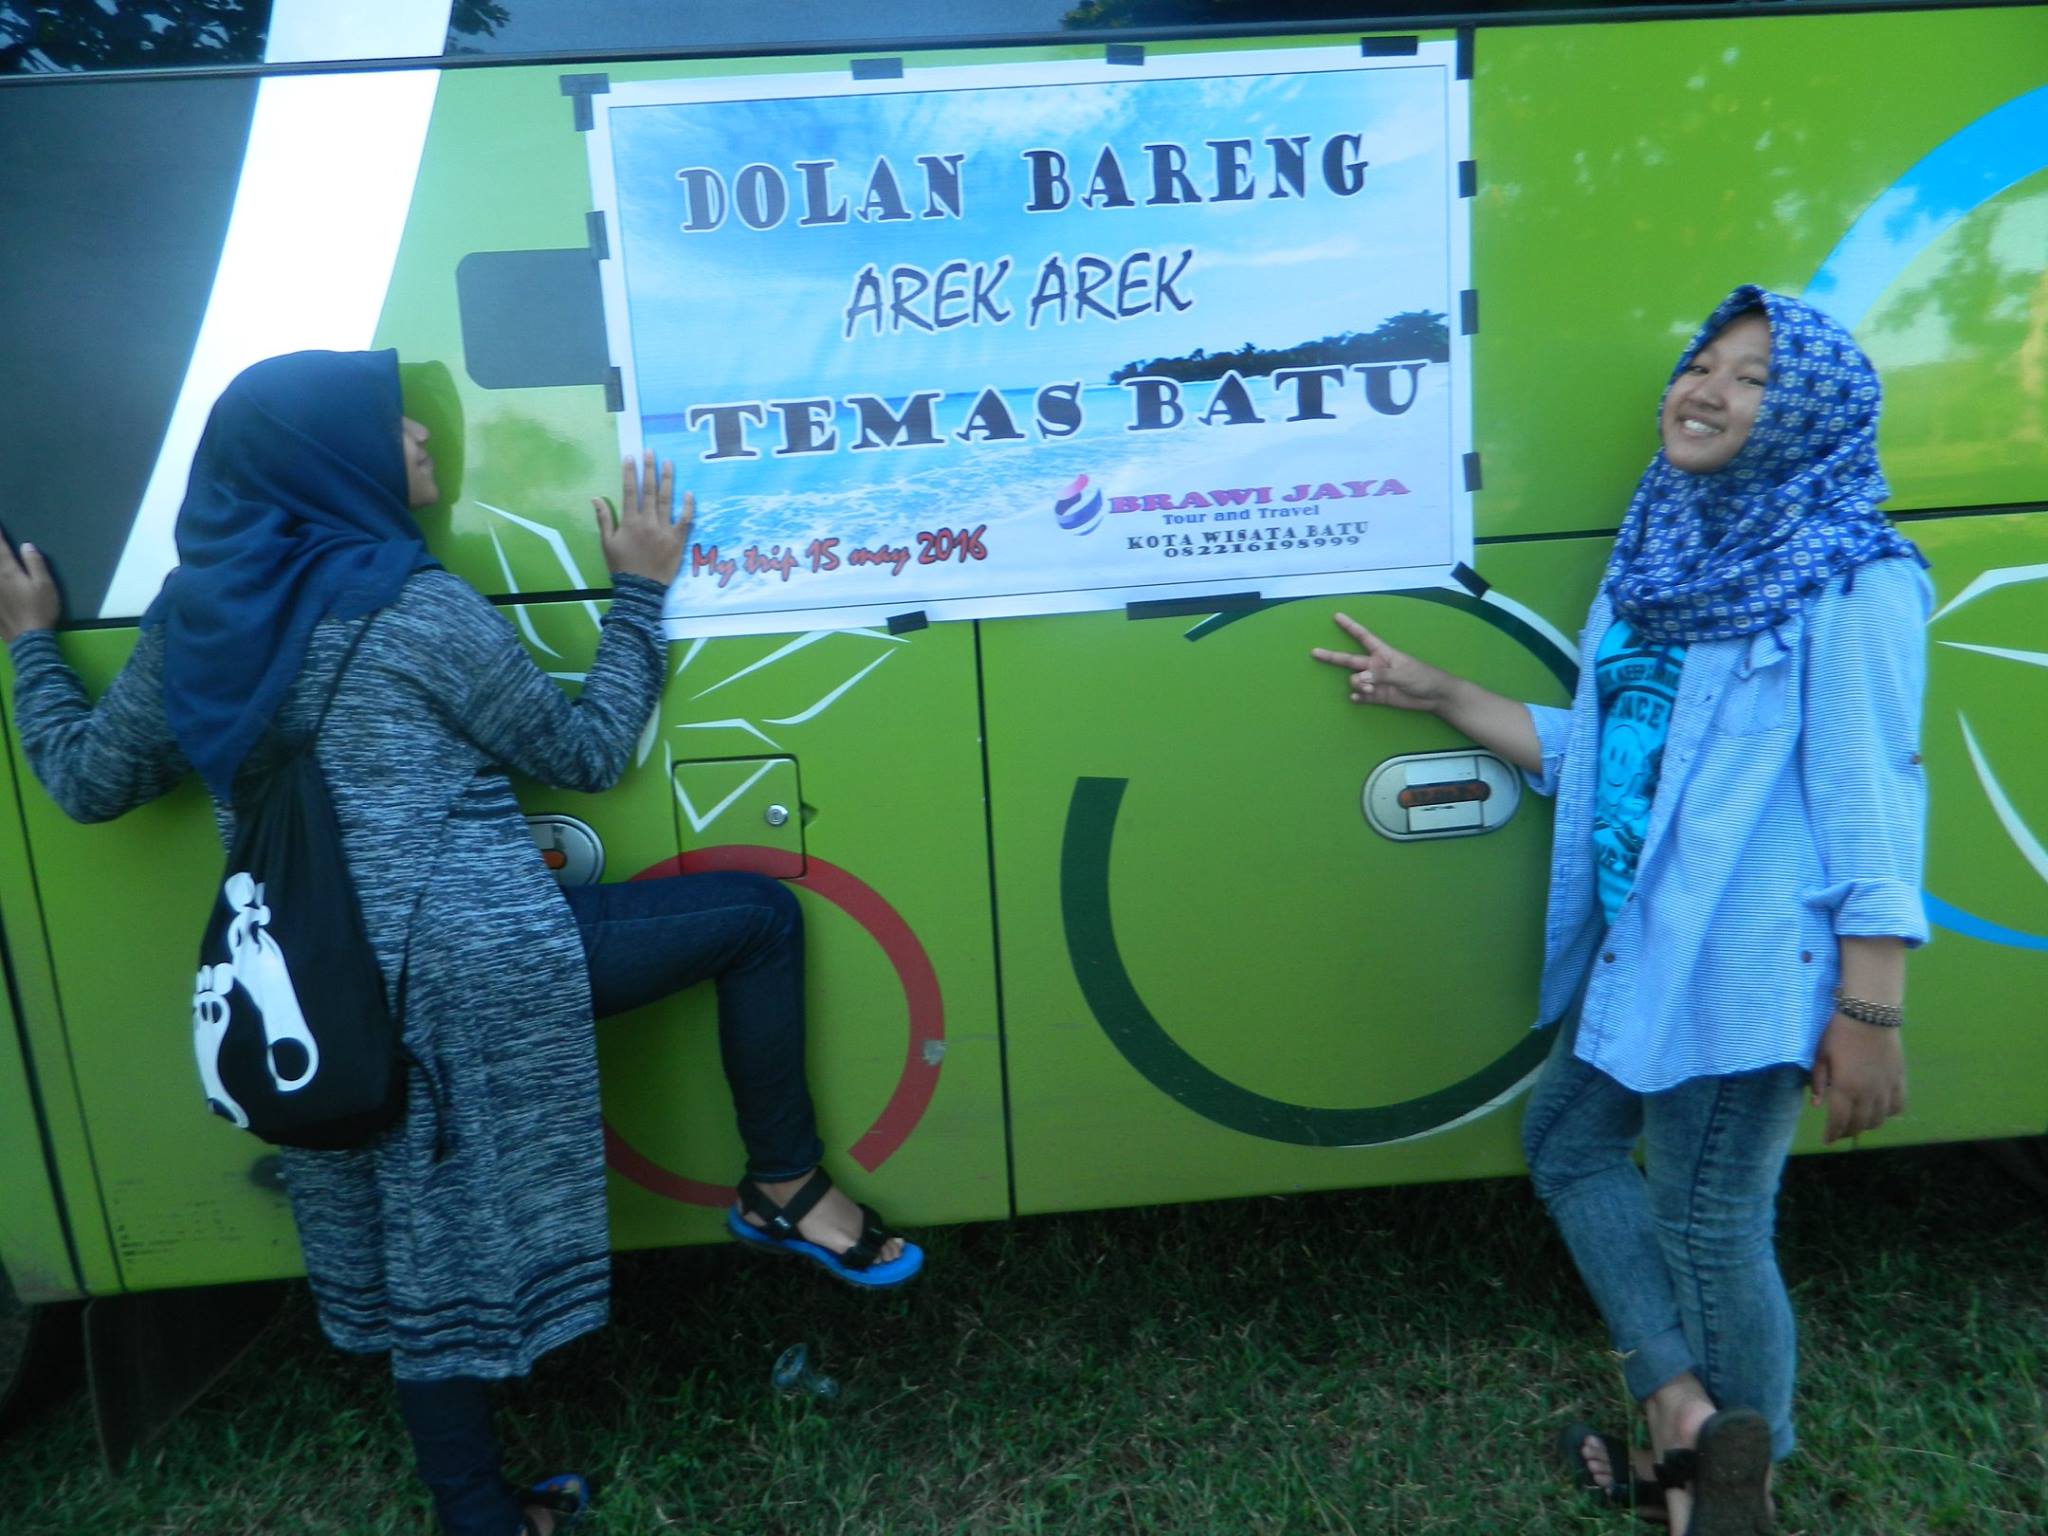 DOLAN BARENG
AREK AREK
TEMAS BATU
BRAWI JAYA
Tour and Travel
KOTA WISATA BATU
082216198999
My trip 15 may 2016